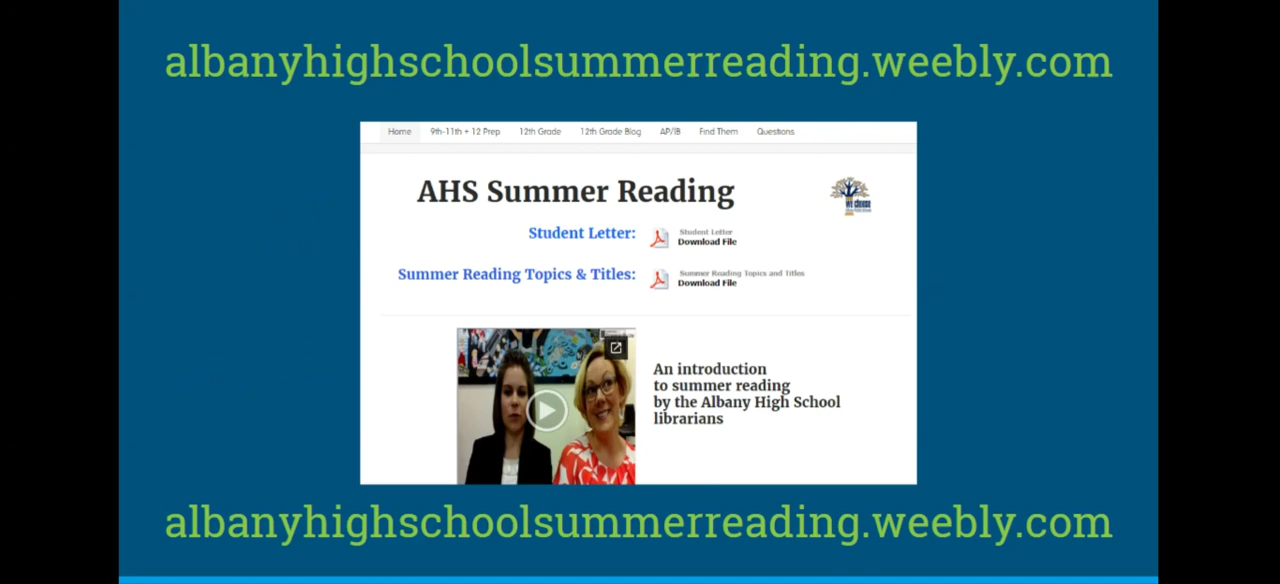 albanyhighschoolsummerreading.weebly.com
Home 9th-11th + 12 Prep 12th Grade 12th Grade Blog AP/IB Find Them Questions
AHS Summer Reading
we choose
Student Letter:
Student Letter
Download File
Summer Reading Topics & Titles:
Summer Reading Topics and Titles
Download File
An introduction
to summer reading
by the Albany High School
librarians
albanyhighschoolsummerreading.weebly.com